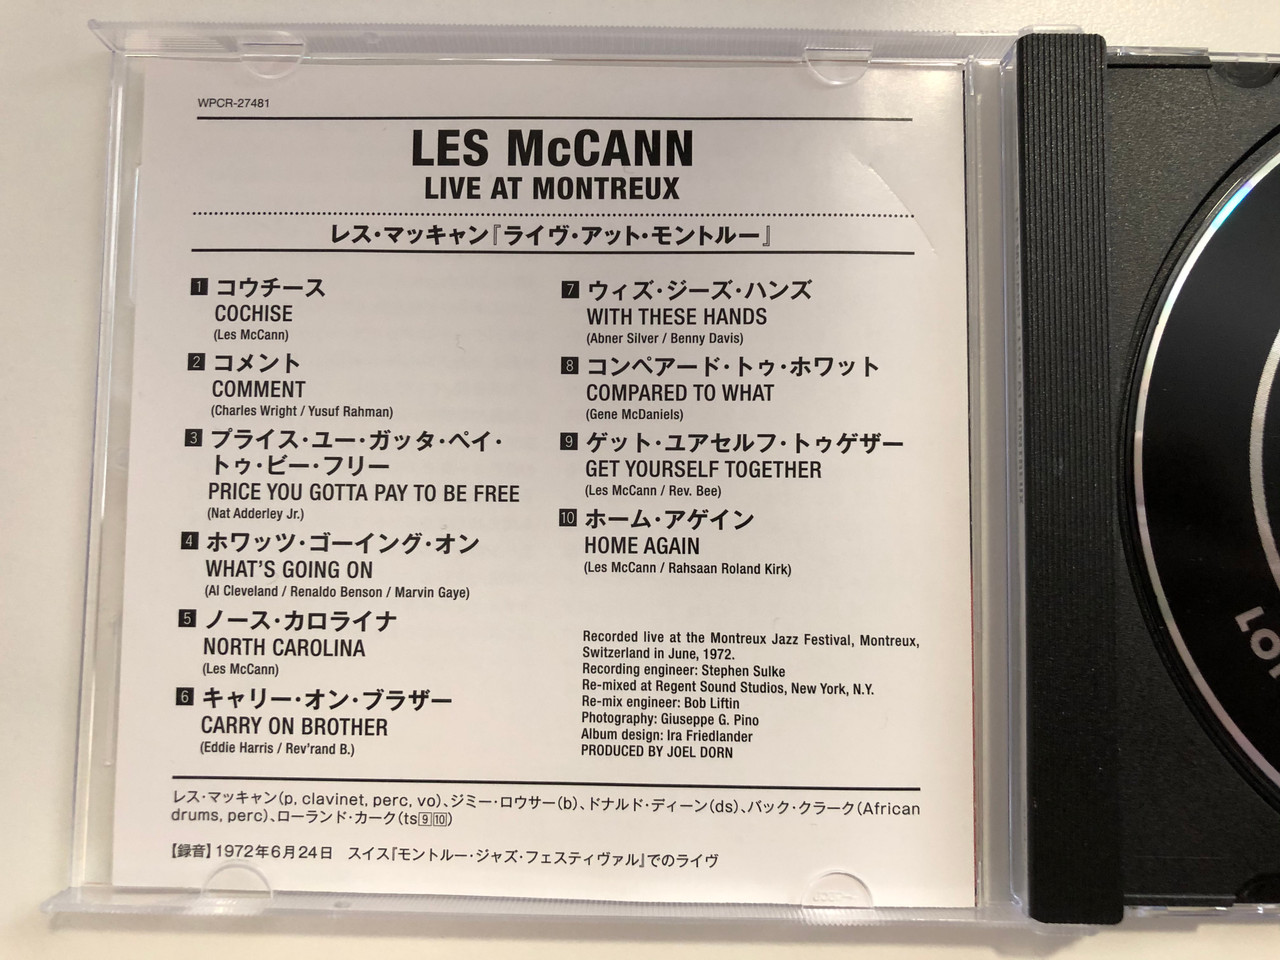 WPCR-27481
LES McCANN
LIVE AT MONTREUX
レス・マッキャン『ライヴ・アット・モントルー』
1 コウチース
COCHISE
(Les McCann)
2 コメント
COMMENT
(Charles Wright / Yusuf Rahman)
3 プライス・ユー・ガッタ・ペイ・
トゥ・ビー・フリー
PRICE YOU GOTTA PAY TO BE FREE
(Nat Adderley Jr.)
4 ホワッツ・ゴーイング・オン
WHAT'S GOING ON
(Al Cleveland / Renaldo Benson / Marvin Gaye)
5 ノース・カロライナ
NORTH CAROLINA
(Les McCann)
6 キャリー・オン・ブラザー
CARRY ON BROTHER
(Eddie Harris / Rev'rand B.)
7 ウィズ・ジーズ・ハンズ
WITH THESE HANDS
(Abner Silver / Benny Davis)
8 コンペアード・トゥ・ホワット
COMPARED TO WHAT
(Gene McDaniels)
9 ゲット・ユアセルフ・トゥゲザー
GET YOURSELF TOGETHER
(Les McCann / Rev. Bee)
10 ホーム・アゲイン
HOME AGAIN
(Les McCann / Rahsaan Roland Kirk)
Recorded live at the Montreux Jazz Festival, Montreux,
Switzerland in June, 1972.
Recording engineer: Stephen Sulke
Re-mixed at Regent Sound Studios, New York, N.Y.
Re-mix engineer: Bob Liftin
Photography: Giuseppe G. Pino
Album design: Ira Friedlander
PRODUCED BY JOEL DORN
レス・マッキャン(p, clavinet, perc, vo)、ジミー・ロウサー(b)、ドナルド・ディーン(ds)、バック・クラーク(African
drums, perc)、ローランド・カーク(ts9 10)
【録音】1972年6月24日 スイス『モントルー・ジャズ・フェスティヴァル』でのライヴ